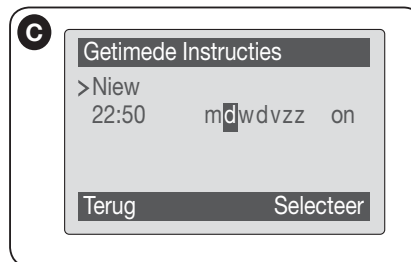 C
Getimede Instructies
>Niew
22:50 mdwdvzz on
Terug Selecteer